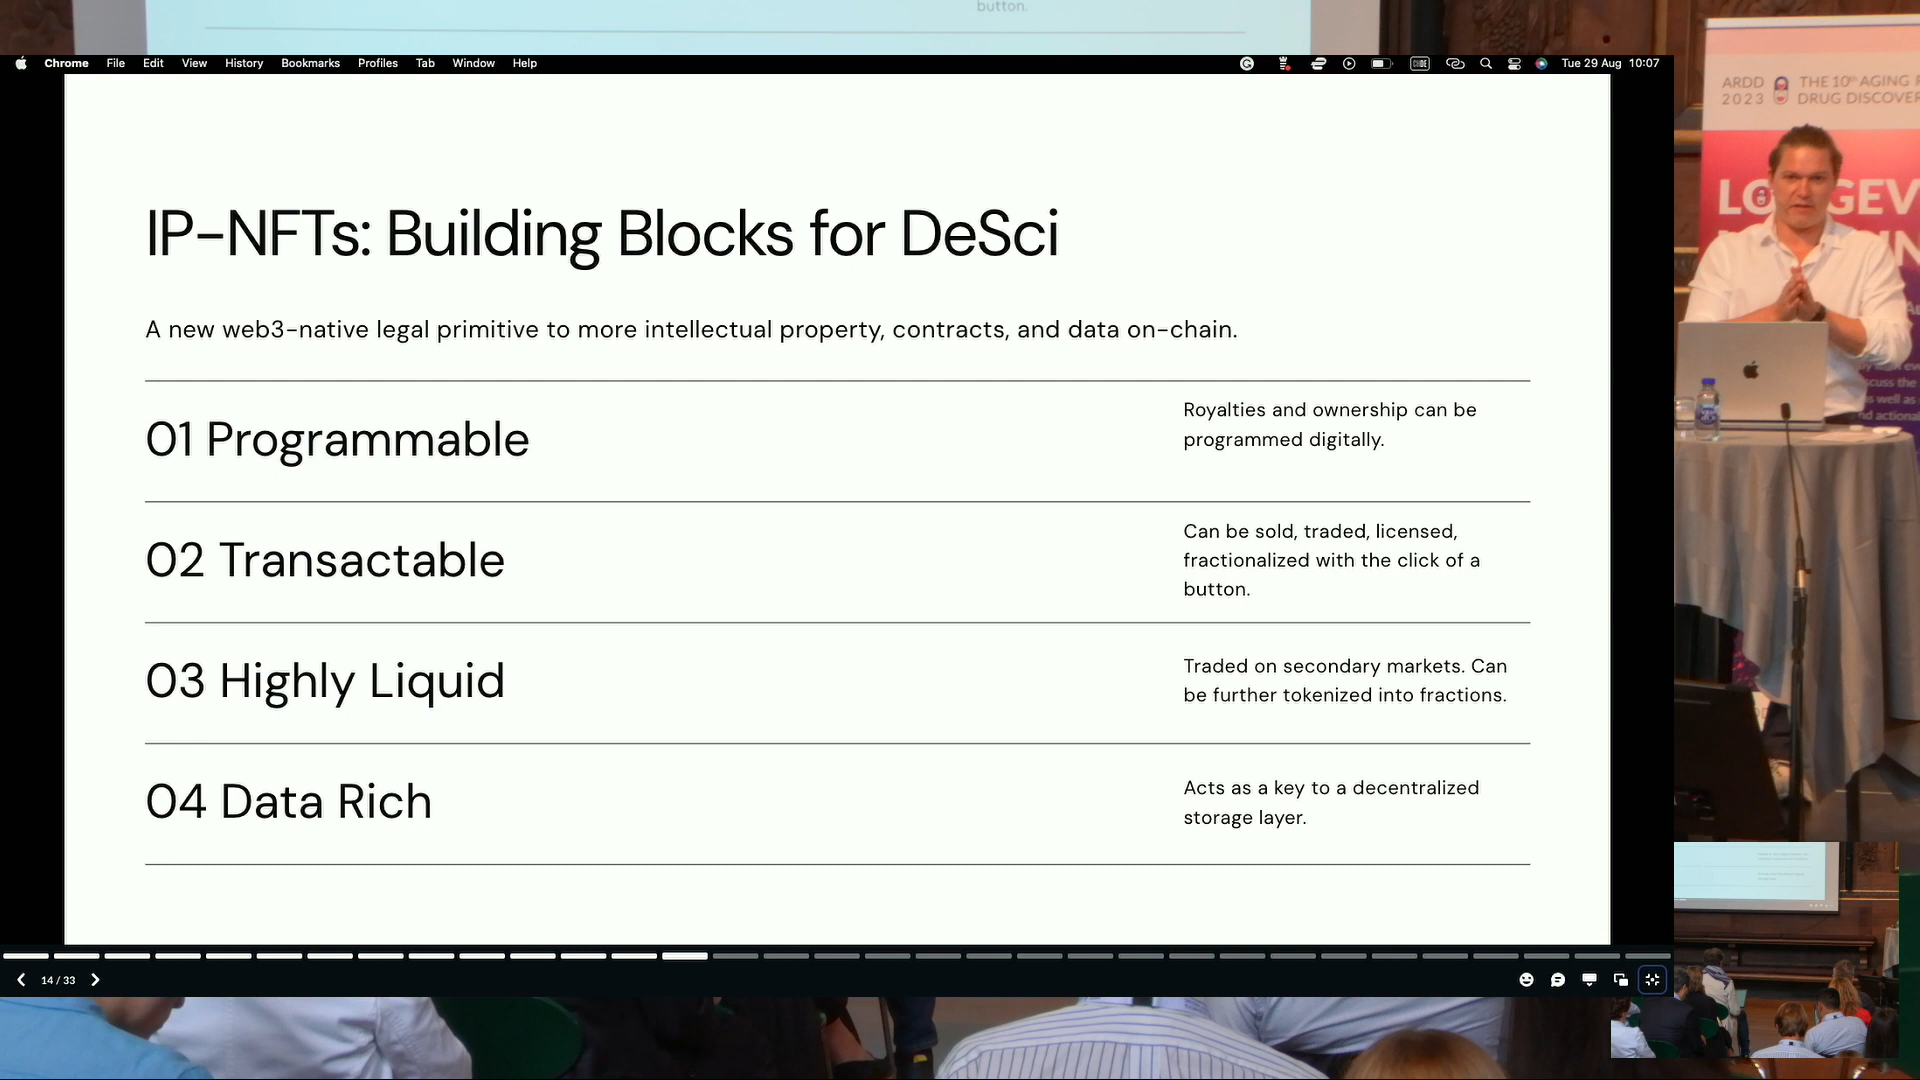 button.
Chrome File Edit View History Bookmarks Profiles Tab Window Help
Tue 29 Aug 10:07
IP-NFTs: Building Blocks for DeSci
A new web3-native legal primitive to more intellectual property, contracts, and data on-chain.
01 Programmable
Royalties and ownership can be
programmed digitally.
02 Transactable
Can be sold, traded, licensed,
fractionalized with the click of a
button.
03 Highly Liquid
Traded on secondary markets. Can
be further tokenized into fractions.
04 Data Rich
Acts as a key to a decentralized
storage layer.
14 / 33
ARDD
2023
THE 10th AGING
DRUG DISCOVER